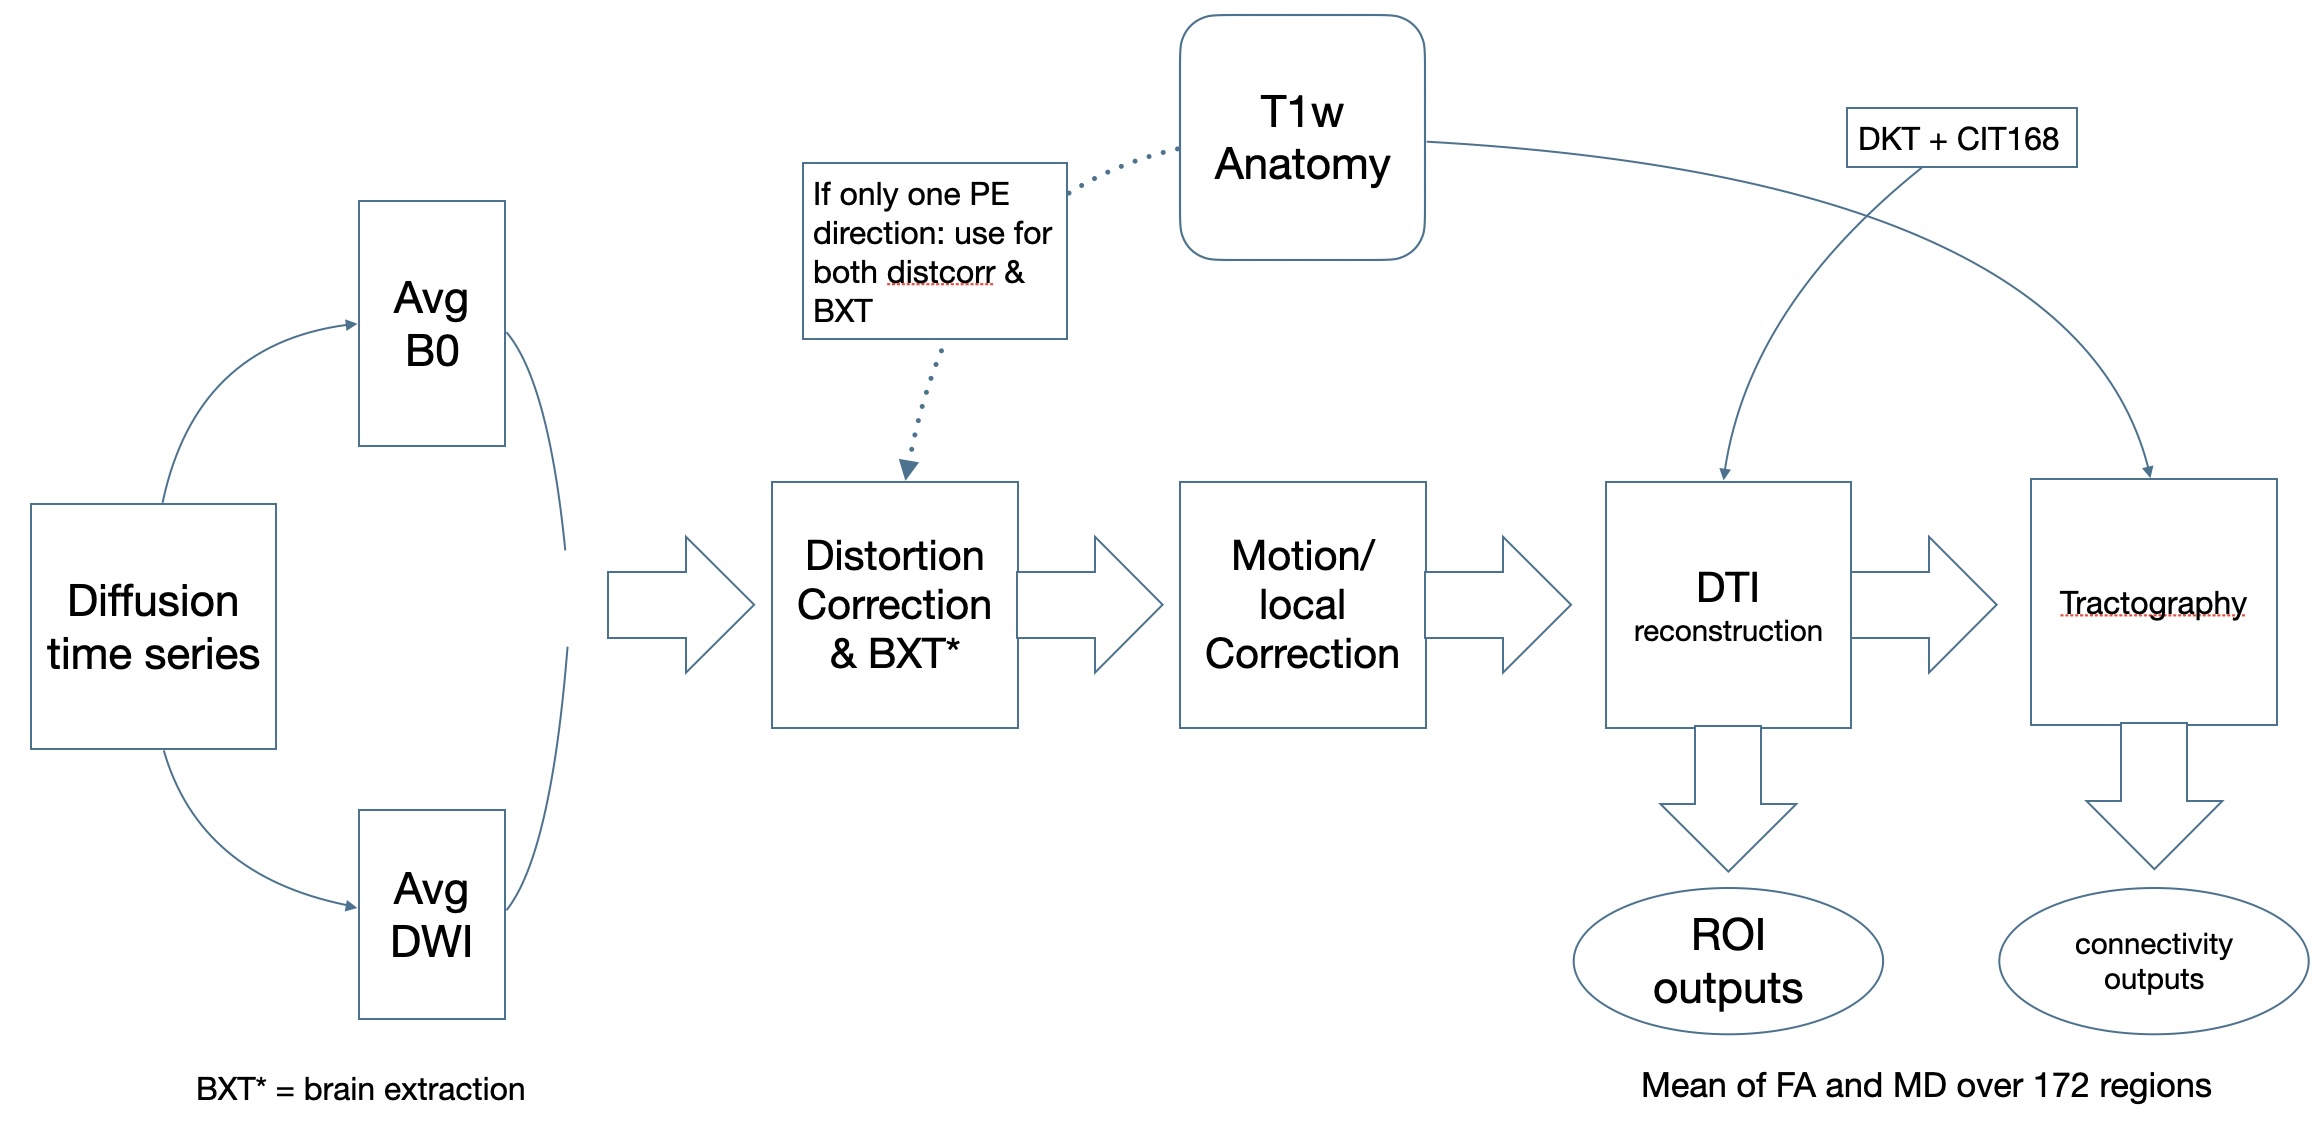 T1w
Anatomy
DKT + CIT168
If only one PE
direction: use for
both distcorr &
BXT
Avg
B0
Diffusion
time series
Distortion
Correction
& BXT*
Motion/
local
Correction
DTI
reconstruction
Tractography
Avg
DWI
ROI
outputs
connectivity
outputs
BXT* = brain extraction
Mean of FA and MD over 172 regions